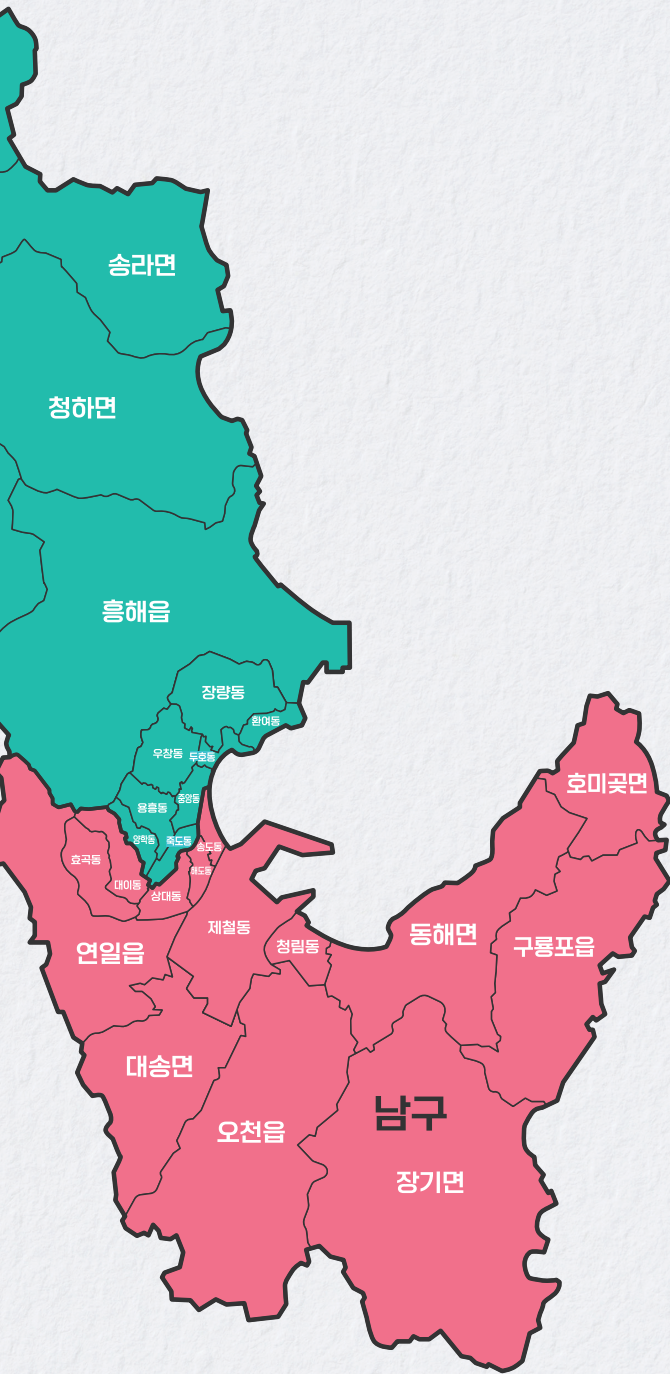 송라면
청하면
흥해읍
장량동
환여동
우창동
두호동
중앙동
용흥동
양학동
죽도동
송도동
해도동
효곡동
대이동
상대동
제철동
청림동
연일읍
대송면
오천읍
호미곶면
동해면
구룡포읍
남구
장기면